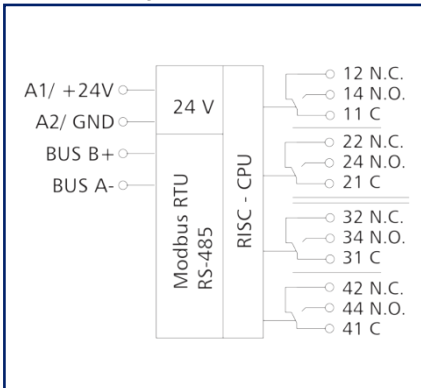 A1/ +24V
A2/ GND
BUS B+
BUS A-
24 V
Modbus RTU
RS-485
RISC - CPU
12 N.C.
14 N.O.
11 C
22 N.C.
24 N.O.
21 C
32 N.C.
34 N.O.
31 C
42 N.C.
44 N.O.
41 C